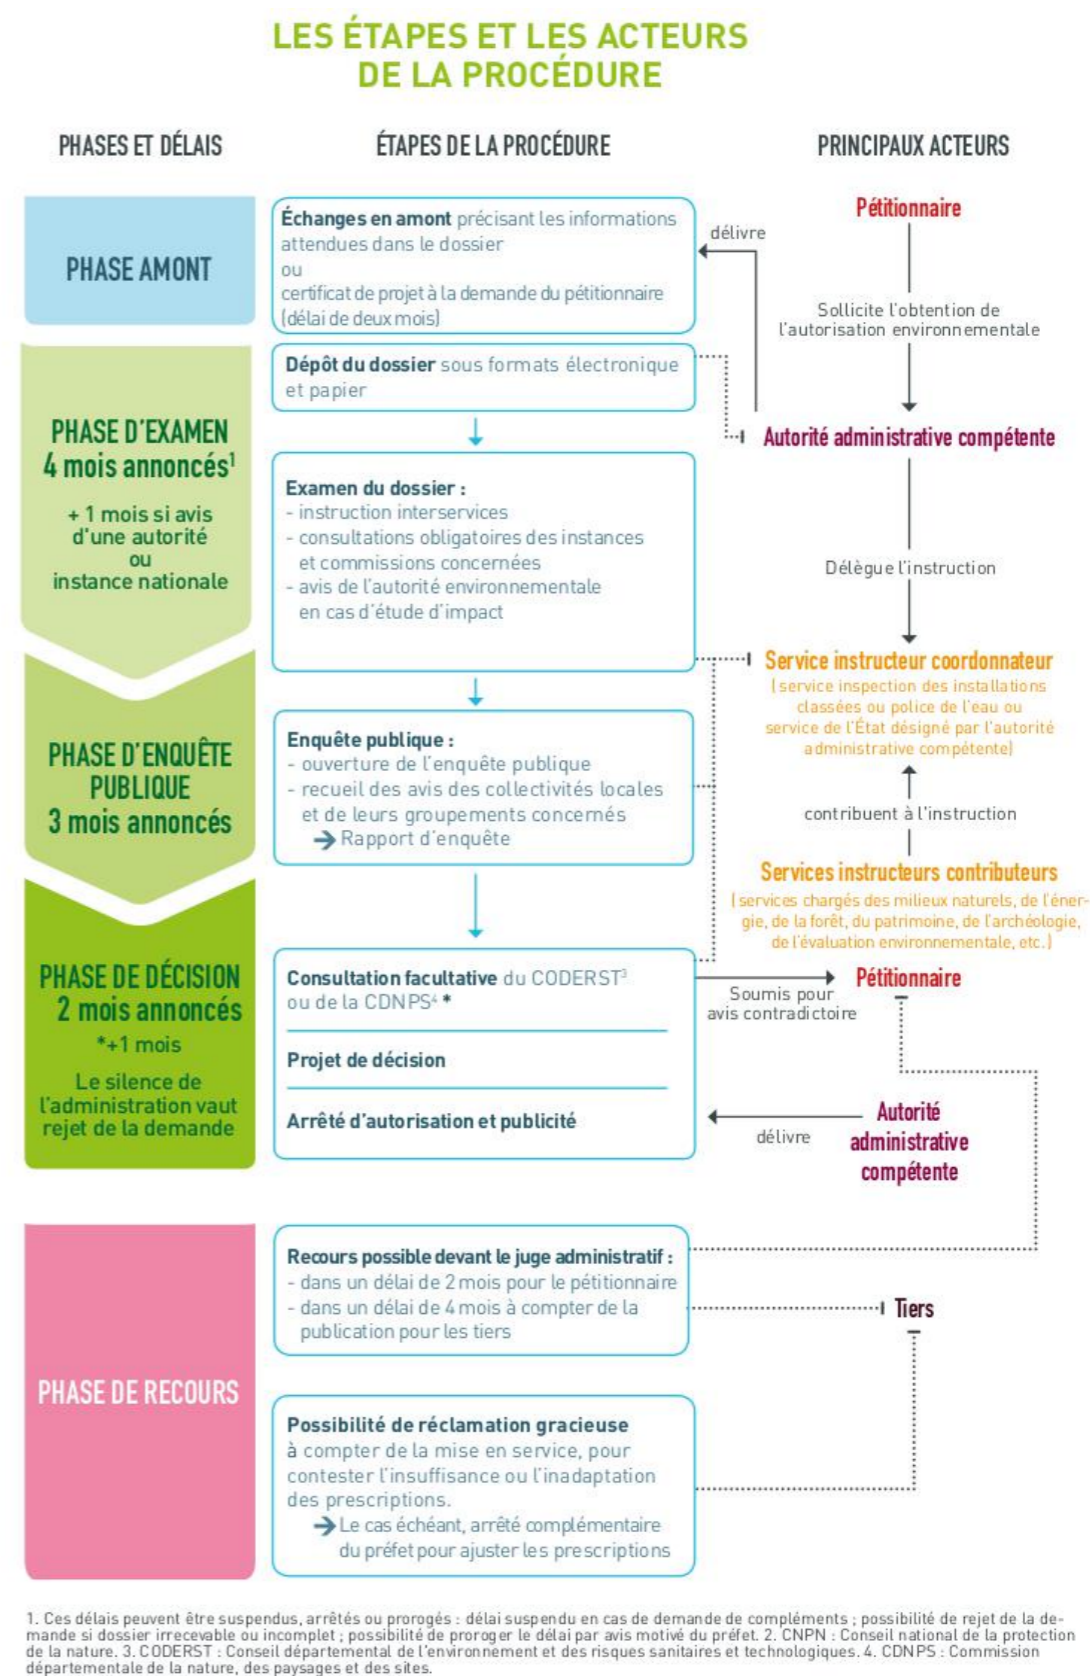 LES ÉTAPES ET LES ACTEURS
DE LA PROCÉDURE
PHASES ET DÉLAIS
ÉTAPES DE LA PROCÉDURE
PRINCIPAUX ACTEURS
PHASE AMONT
Échanges en amont précisant les informations
attendues dans le dossier
ou
certificat de projet à la demande du pétitionnaire
(délai de deux mois)
délivre
Pétitionnaire
Sollicite l'obtention de
l'autorisation environnementale
PHASE D'EXAMEN
4 mois annoncés¹
+ 1 mois si avis
d'une autorité
ou
instance nationale
Dépôt du dossier sous formats électronique
et papier
Autorité administrative compétente
Examen du dossier :
- instruction interservices
- consultations obligatoires des instances
et commissions concernées
- avis de l'autorité environnementale
en cas d'étude d'impact
Délègue l'instruction
Service instructeur coordonnateur
(service inspection des installations
classées ou police de l'eau ou
service de l'État désigné par l'autorité
administrative compétente)
PHASE D'ENQUÊTE
PUBLIQUE
3 mois annoncés
Enquête publique :
- ouverture de l'enquête publique
- recueil des avis des collectivités locales
et de leurs groupements concernés
→ Rapport d'enquête
contribuent à l'instruction
Services instructeurs contributeurs
(services chargés des milieux naturels, de l'éner-
gie, de la forêt, du patrimoine, de l'archéologie,
de l'évaluation environnementale, etc.)
PHASE DE DÉCISION
2 mois annoncés
*+1 mois
Le silence de
l'administration vaut
rejet de la demande
Consultation facultative du CODERST³
ou de la CDNPS⁴ *
Projet de décision
Arrêté d'autorisation et publicité
Soumis pour
avis contradictoire
Pétitionnaire
délivre
Autorité
administrative
compétente
PHASE DE RECOURS
Recours possible devant le juge administratif :
- dans un délai de 2 mois pour le pétitionnaire
- dans un délai de 4 mois à compter de la
publication pour les tiers
Tiers
Possibilité de réclamation gracieuse
à compter de la mise en service, pour
contester l'insuffisance ou l'inadaptation
des prescriptions.
→ Le cas échéant, arrêté complémentaire
du préfet pour ajuster les prescriptions
1. Ces délais peuvent être suspendus, arrêtés ou prorogés : délai suspendu en cas de demande de compléments ; possibilité de rejet de la de-
mande si dossier irrecevable ou incomplet ; possibilité de proroger le délai par avis motivé du préfet. 2. CNPN : Conseil national de la protection
de la nature. 3. CODERST : Conseil départemental de l'environnement et des risques sanitaires et technologiques. 4. CDNPS : Commission
départementale de la nature, des paysages et des sites.